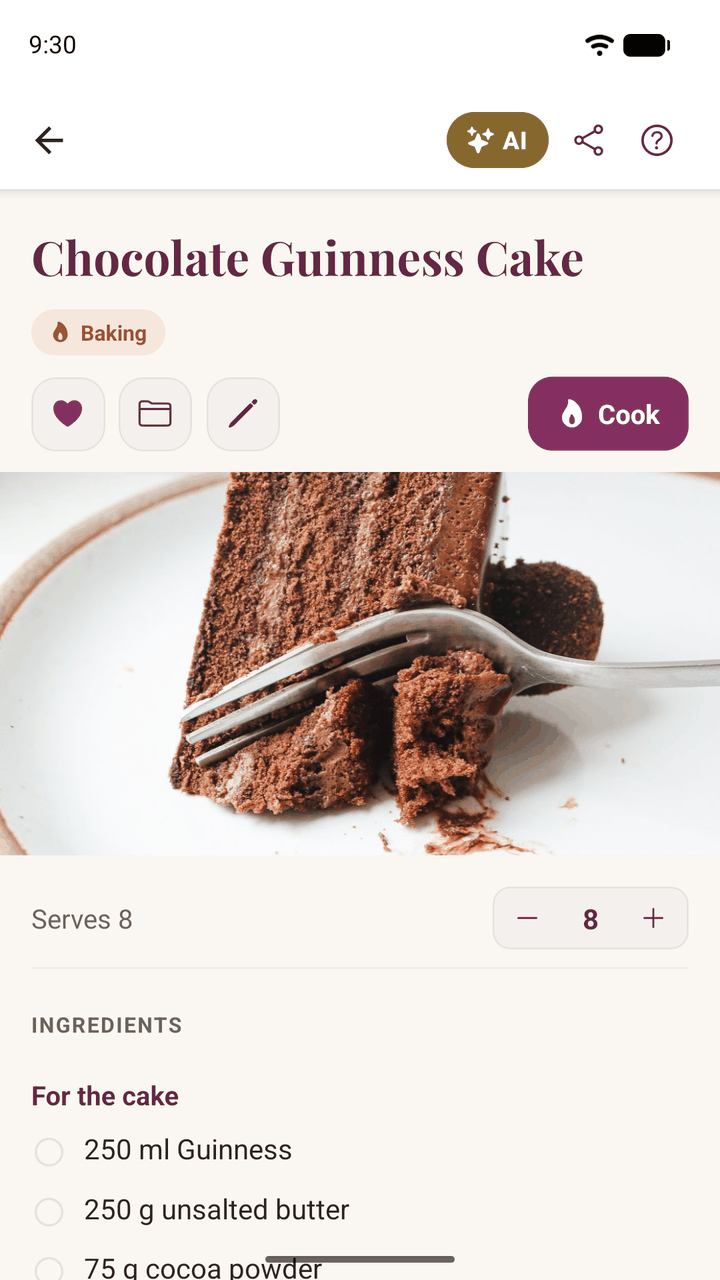 9:30
AI
Chocolate Guinness Cake
Baking
Cook
Serves 8
8
INGREDIENTS
For the cake
250 ml Guinness
250 g unsalted butter
75 g cocoa powder